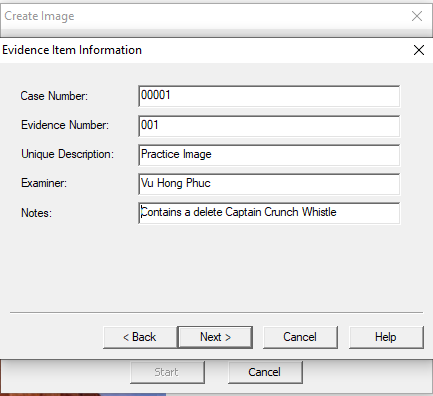 Create Image
Evidence Item Information
Case Number: 00001
Evidence Number: 001
Unique Description: Practice Image
Examiner: Vu Hong Phuc
Notes: Contains a delete Captain Crunch Whistle
< Back Next > Cancel Help
Start Cancel